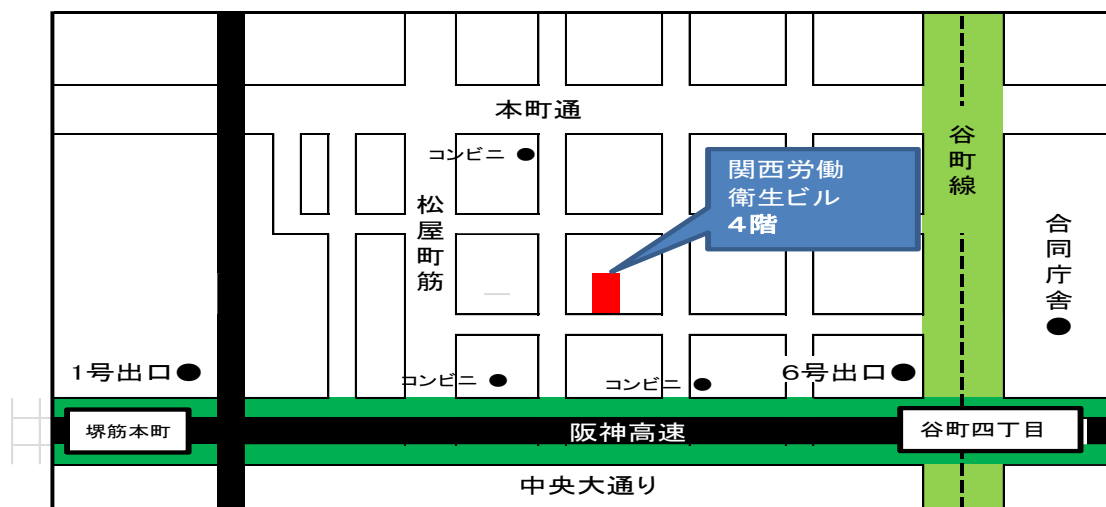 本町通
コンビニ
関西労働
衛生ビル
4階
谷町線
松屋町筋
合同庁舎
1号出口
コンビニ
コンビニ
6号出口
堺筋本町
阪神高速
谷町四丁目
中央大通り